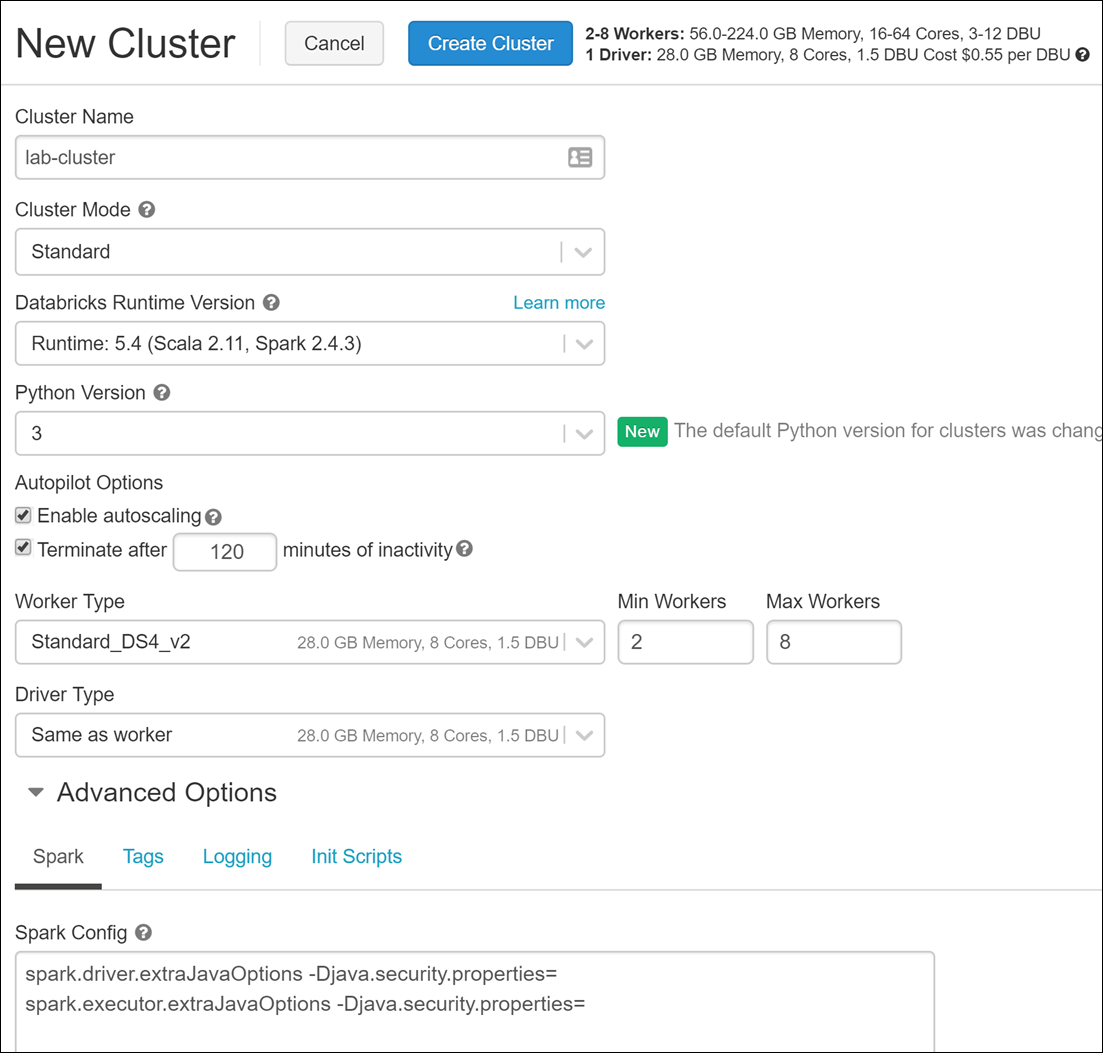 New Cluster
Cancel
Create Cluster
2-8 Workers: 56.0-224.0 GB Memory, 16-64 Cores, 3-12 DBU
1 Driver: 28.0 GB Memory, 8 Cores, 1.5 DBU Cost $0.55 per DBU ?
Cluster Name
lab-cluster
Cluster Mode ?
Standard
Databricks Runtime Version ?
Learn more
Runtime: 5.4 (Scala 2.11, Spark 2.4.3)
Python Version ?
3
New The default Python version for clusters was chang
Autopilot Options
Enable autoscaling ?
Terminate after 120 minutes of inactivity ?
Worker Type
Min Workers
Max Workers
Standard_DS4_v2 28.0 GB Memory, 8 Cores, 1.5 DBU
2
8
Driver Type
Same as worker 28.0 GB Memory, 8 Cores, 1.5 DBU
Advanced Options
Spark
Tags
Logging
Init Scripts
Spark Config ?
spark.driver.extraJavaOptions -Djava.security.properties=
spark.executor.extraJavaOptions -Djava.security.properties=